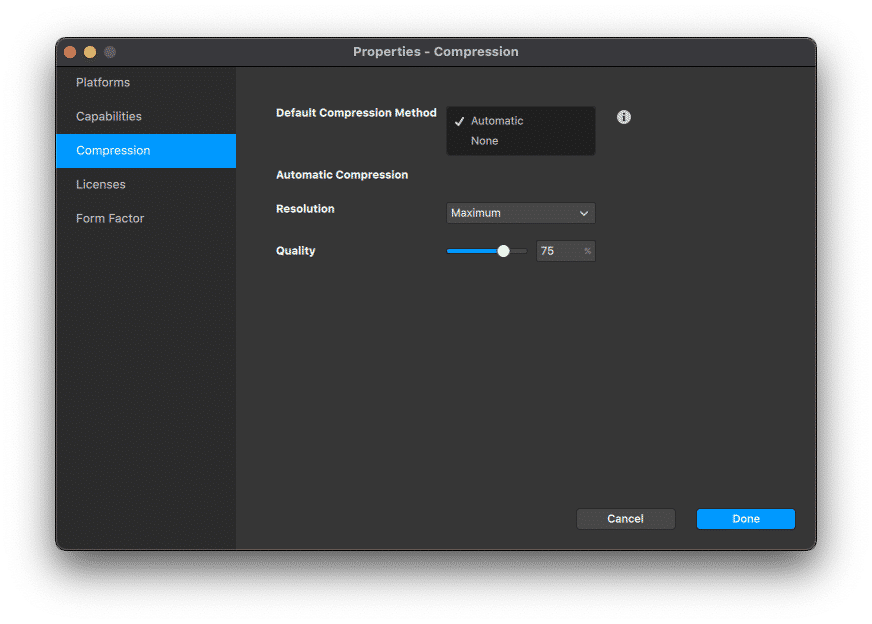 Properties - Compression
Platforms
Capabilities
Compression
Licenses
Form Factor
Default Compression Method
Automatic
None
Automatic Compression
Resolution
Maximum
Quality
75 %
Cancel
Done